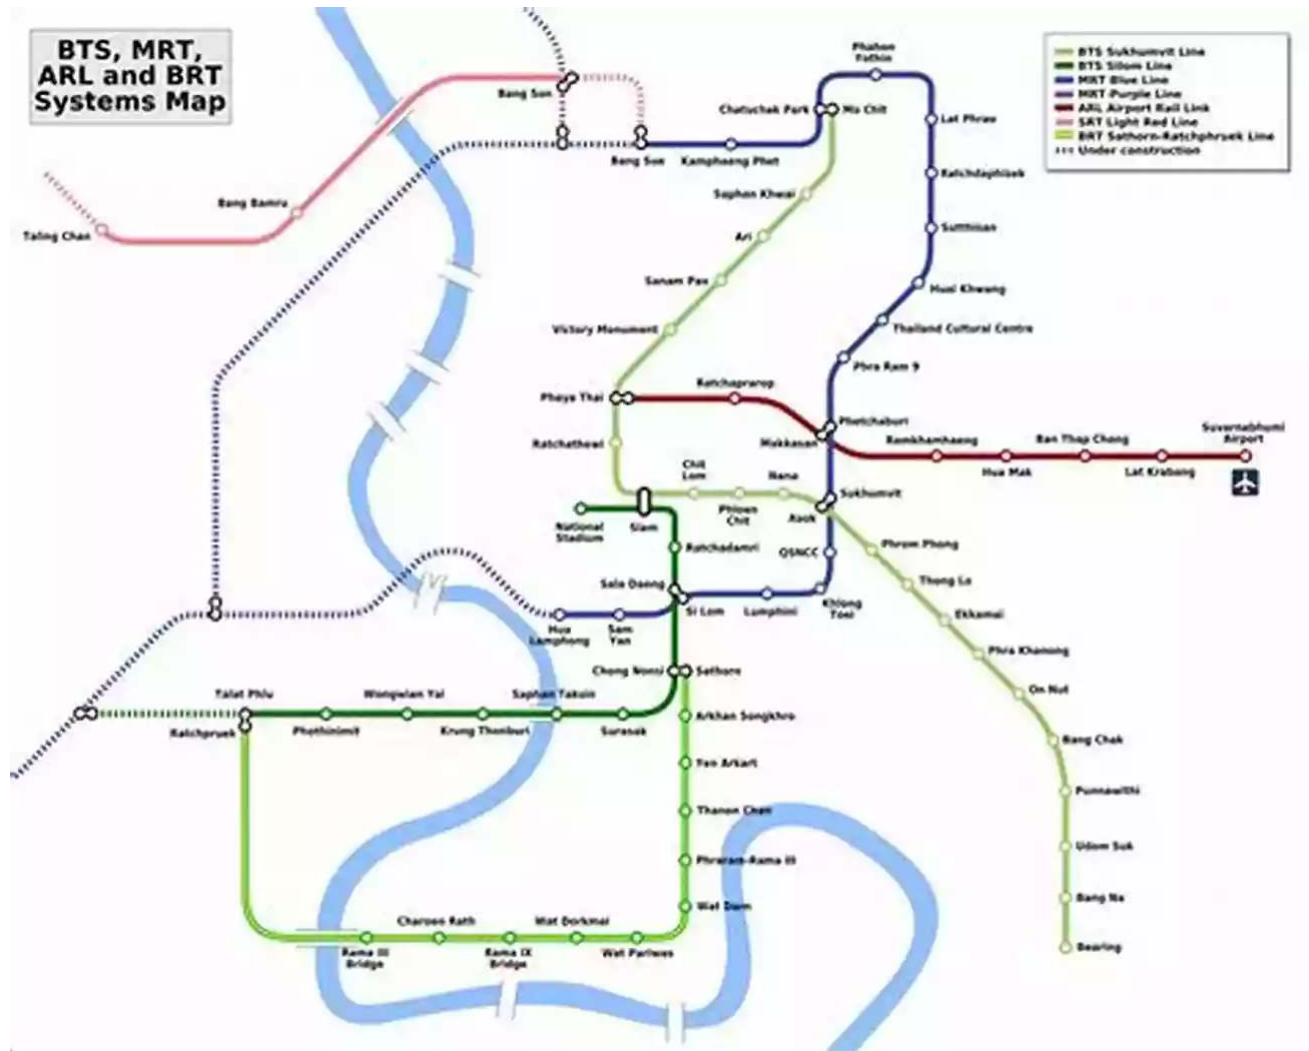 BTS, MRT,
ARL and BRT
Systems Map
BTS Sukhumvit Line
BTS Silom Line
MRT Blue Line
MRT Purple Line
ARL Airport Rail Link
SRT Light Red Line
BRT Sathorn-Ratchphruek Line
Under construction
Phahon
Yothin
Bang Son
Chatuchak Park
Mo Chit
Lat Phrao
Bang Sue
Kamphaeng Phet
Ratchdaphisek
Saphan Khwai
Bang Bamru
Taling Chan
Sutthisan
Ari
Sanam Pao
Huai Khwang
Victory Monument
Thailand Cultural Centre
Phra Ram 9
Phaya Thai
Ratchaprarop
Petchaburi
Makkasan
Ramkhamhaeng
Hua Mak
Ban Thap Chang
Lat Krabang
Suvarnabhumi
Airport
Ratchathewi
Chit
Lom
Nana
Sukhumvit
Phloen
Chit
Asok
National
Stadium
Siam
Ratchadamri
QSNCC
Phrom Phong
Sala Daeng
Si Lom
Lumphini
Khlong
Toei
Thong Lo
Ekkamai
Hua
Lamphong
Sam
Yan
Phra Khanong
Chong Nonsi
Sathorn
On Nut
Talat Phlu
Wongwian Yai
Saphan Taksin
Ratchpruek
Phothinimit
Krung Thonburi
Surasak
Arkhan Songkhro
Bang Chak
Yen Arkart
Punnawithi
Thanon Chan
Udom Suk
Phraram-Rama III
Bang Na
Wat Dan
Charoen Rath
Wat Dorkmai
Rama III
Bridge
Rama IX
Bridge
Wat Pariwas
Bearing